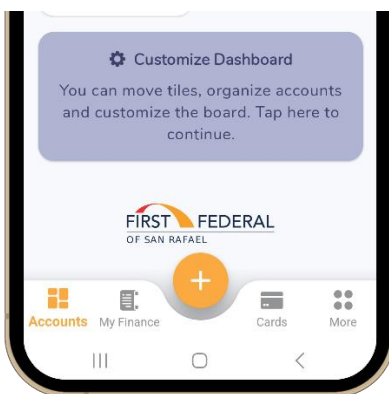 Customize Dashboard
You can move tiles, organize accounts
and customize the board. Tap here to
continue.
FIRST FEDERAL
OF SAN RAFAEL
Accounts My Finance Cards More